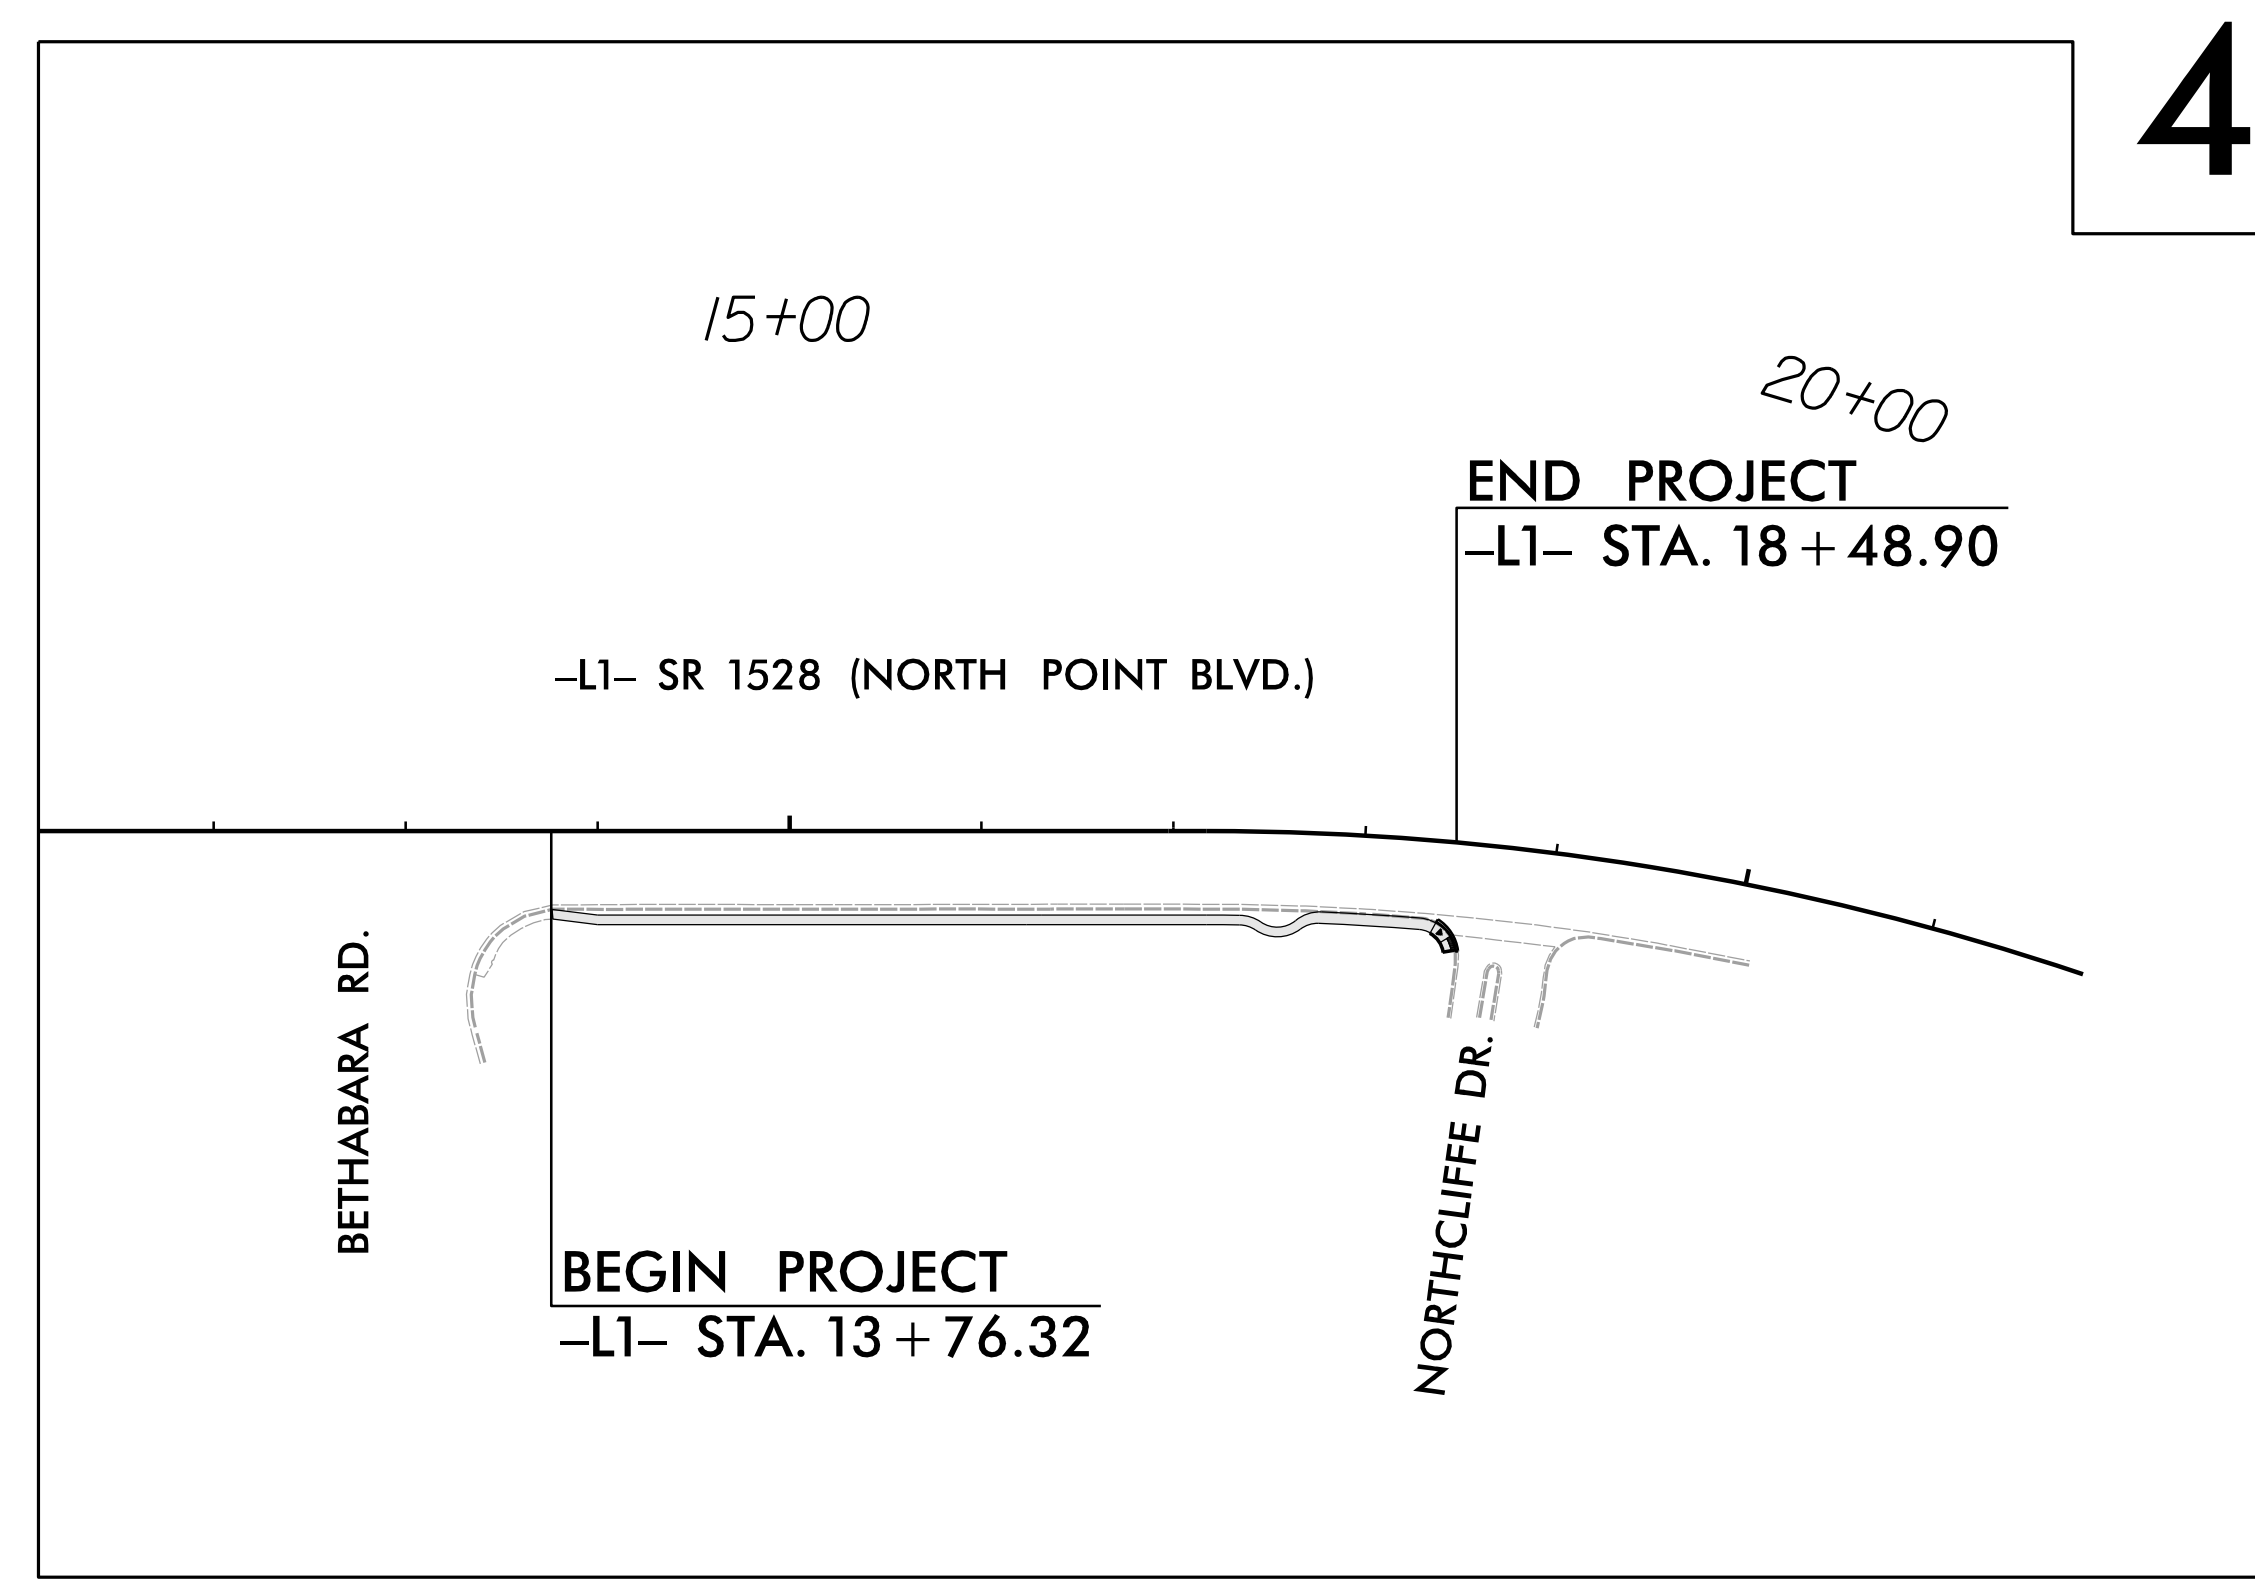 4
15+00
20+00
END PROJECT
–L1– STA. 18+48.90
–L1– SR 1528 (NORTH POINT BLVD.)
BETHABARA RD.
NORTHCLIFFE DR.
BEGIN PROJECT
–L1– STA. 13+76.32